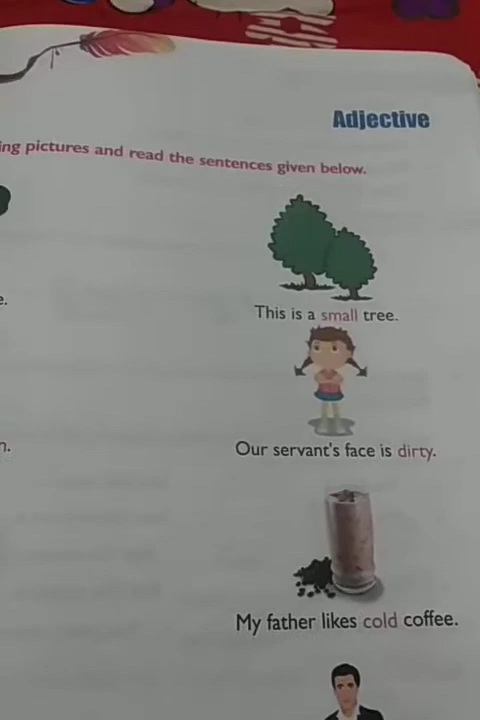 Adjective
ing pictures and read the sentences given below.
e.
This is a small tree.
n.
Our servant's face is dirty.
My father likes cold coffee.